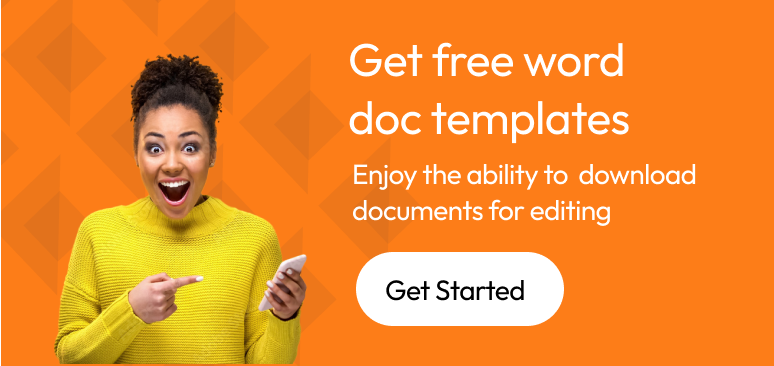 Get free word
doc templates
Enjoy the ability to download
documents for editing
Get Started